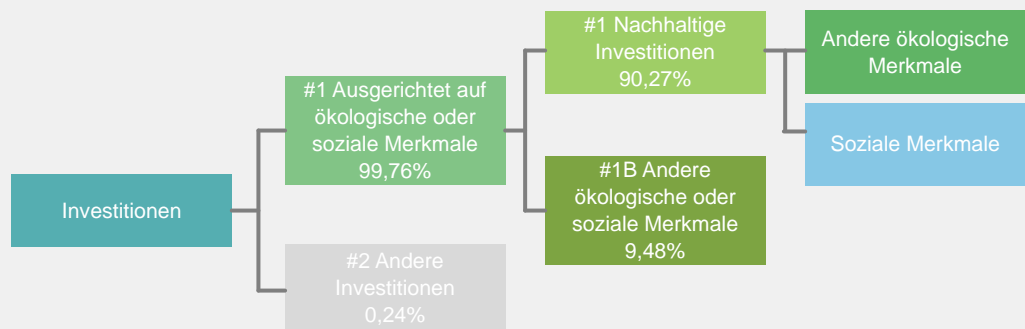 Investitionen
#1 Ausgerichtet auf
ökologische oder
soziale Merkmale
99,76%
#2 Andere
Investitionen
0,24%
#1 Nachhaltige
Investitionen
90,27%
#1B Andere
ökologische oder
soziale Merkmale
9,48%
Andere ökologische
Merkmale
Soziale Merkmale